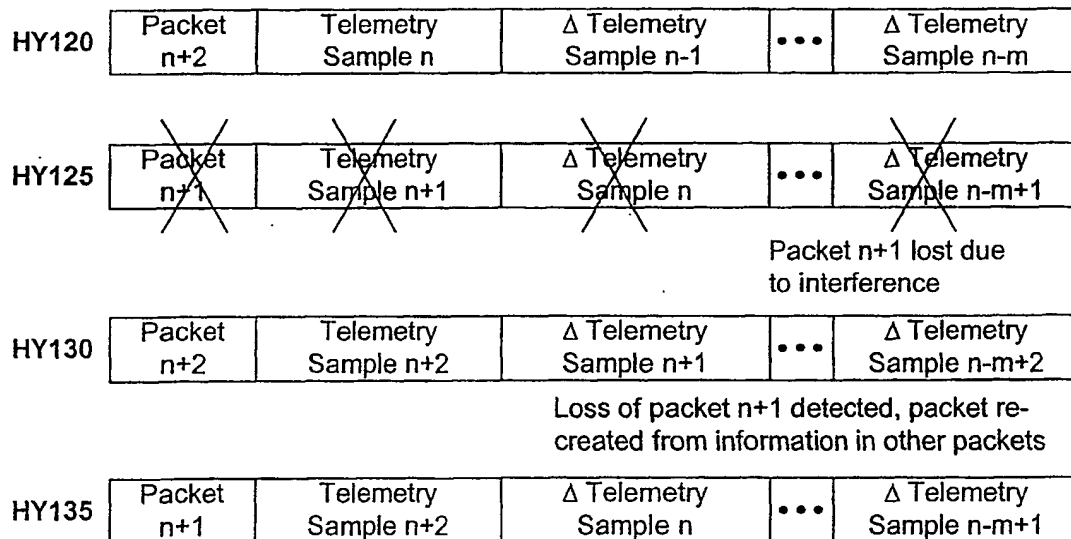 HY120 Packet n+2 Telemetry Sample n Δ Telemetry Sample n-1 ••• Δ Telemetry Sample n-m
HY125 Packet n+1 Telemetry Sample n+1 Δ Telemetry Sample n ••• Δ Telemetry Sample n-m+1
Packet n+1 lost due
to interference
HY130 Packet n+2 Telemetry Sample n+2 Δ Telemetry Sample n+1 ••• Δ Telemetry Sample n-m+2
Loss of packet n+1 detected, packet re-
created from information in other packets
HY135 Packet n+1 Telemetry Sample n+2 Δ Telemetry Sample n ••• Δ Telemetry Sample n-m+1